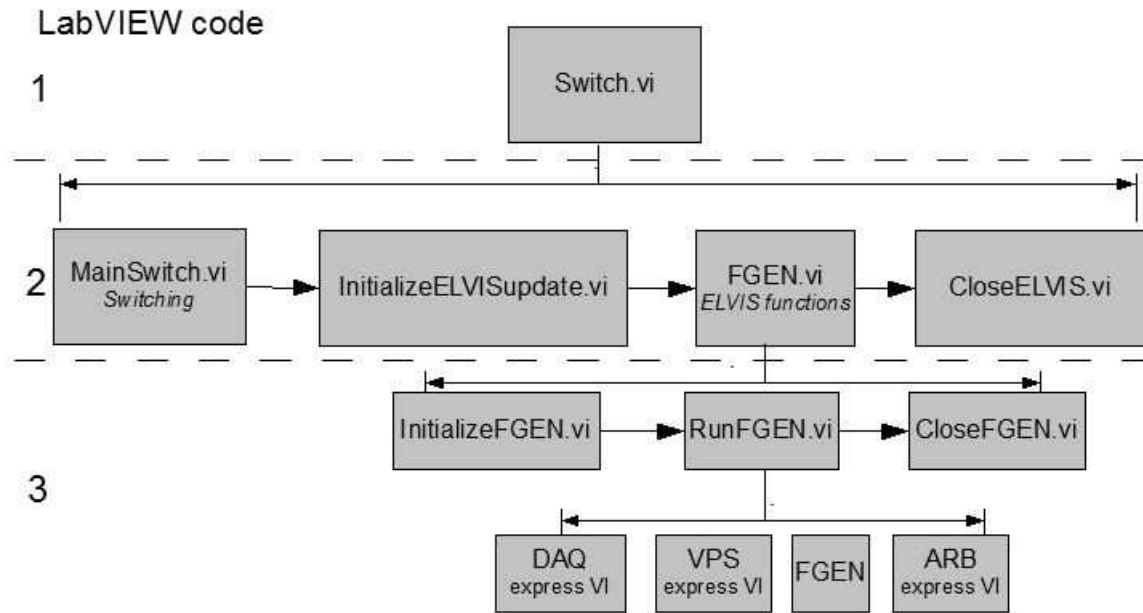 LabVIEW code
1
Switch.vi
2
MainSwitch.vi
Switching
InitializeELVISupdate.vi
FGEN.vi
ELVIS functions
CloseELVIS.vi
3
InitializeFGEN.vi
RunFGEN.vi
CloseFGEN.vi
DAQ
express VI
VPS
express VI
FGEN
ARB
express VI